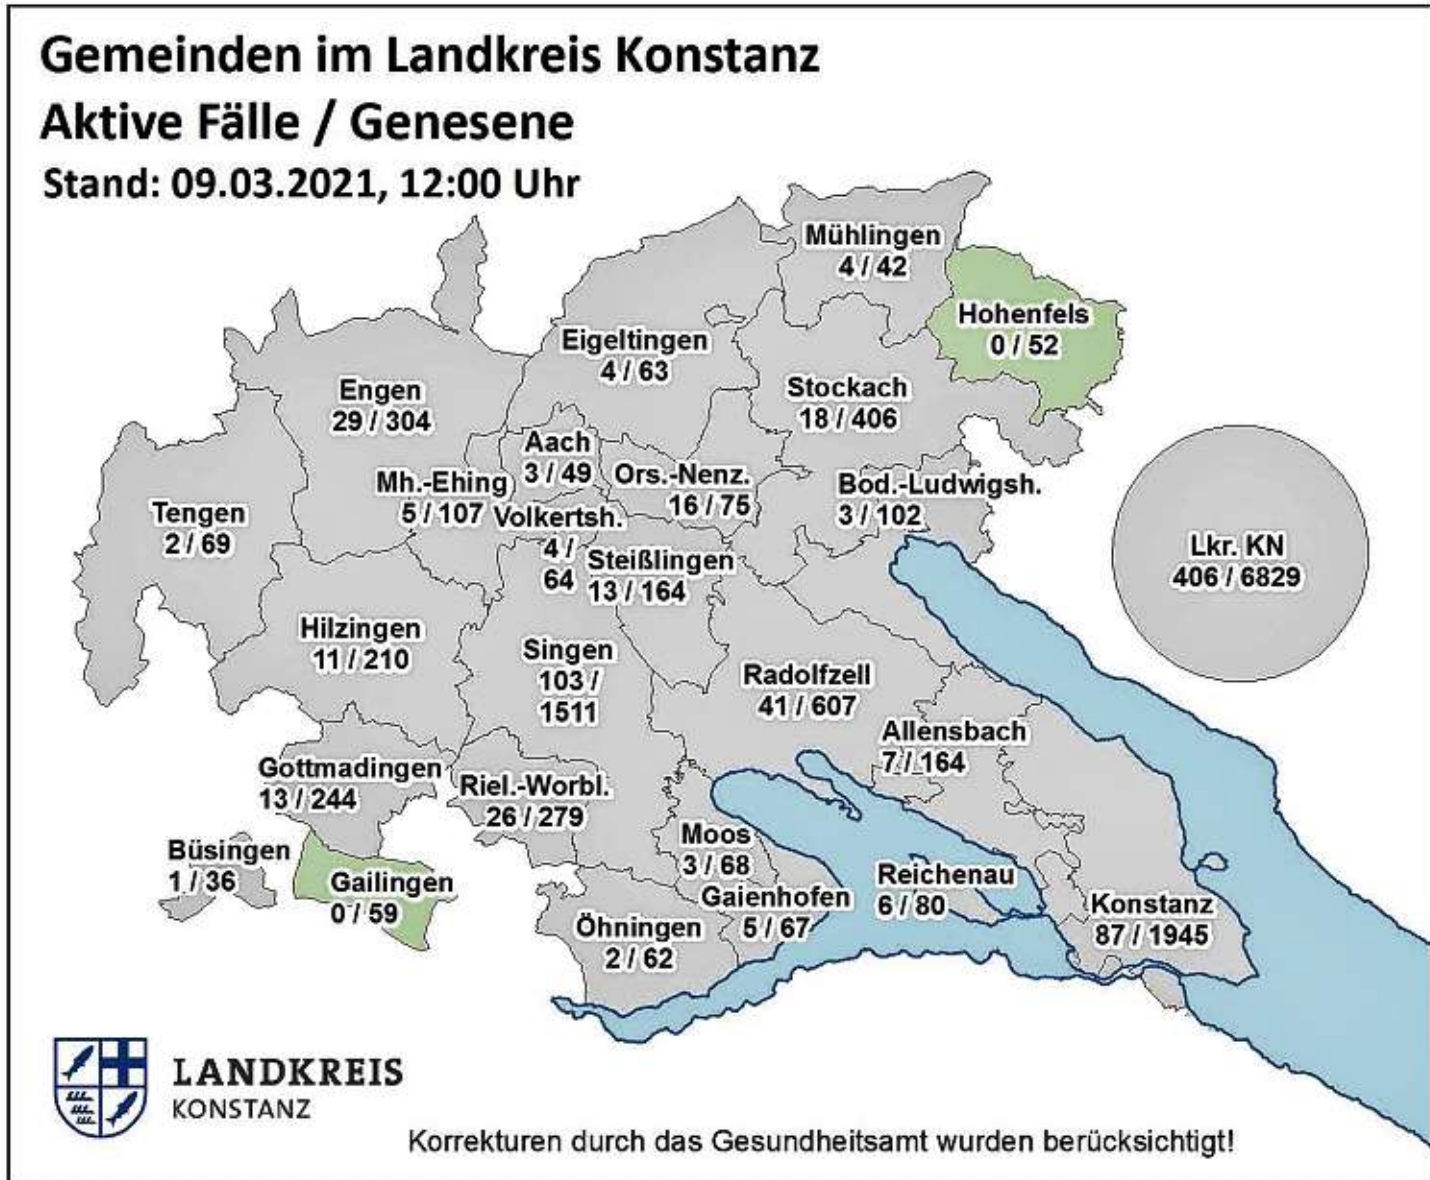 Gemeinden im Landkreis Konstanz
Aktive Fälle / Genesene
Stand: 09.03.2021, 12:00 Uhr
Mühlingen
4 / 42
Hohenfels
0 / 52
Eigeltingen
4 / 63
Stockach
18 / 406
Engen
29 / 304
Aach
3 / 49
Ors.-Nenz.
16 / 75
Mh.-Ehing
5 / 107
Bod.-Ludwigsh.
3 / 102
Tengen
2 / 69
Volkertsh.
4 /
64
Steißlingen
13 / 164
Lkr. KN
406 / 6829
Hilzingen
11 / 210
Singen
103 /
1511
Radolfzell
41 / 607
Allensbach
7 / 164
Gottmadingen
13 / 244
Riel.-Worbl.
26 / 279
Moos
3 / 68
Büsingen
1 / 36
Gailingen
0 / 59
Reichenau
6 / 80
Gaienhofen
5 / 67
Konstanz
87 / 1945
Öhningen
2 / 62
LANDKREIS
KONSTANZ
Korrekturen durch das Gesundheitsamt wurden berücksichtigt!